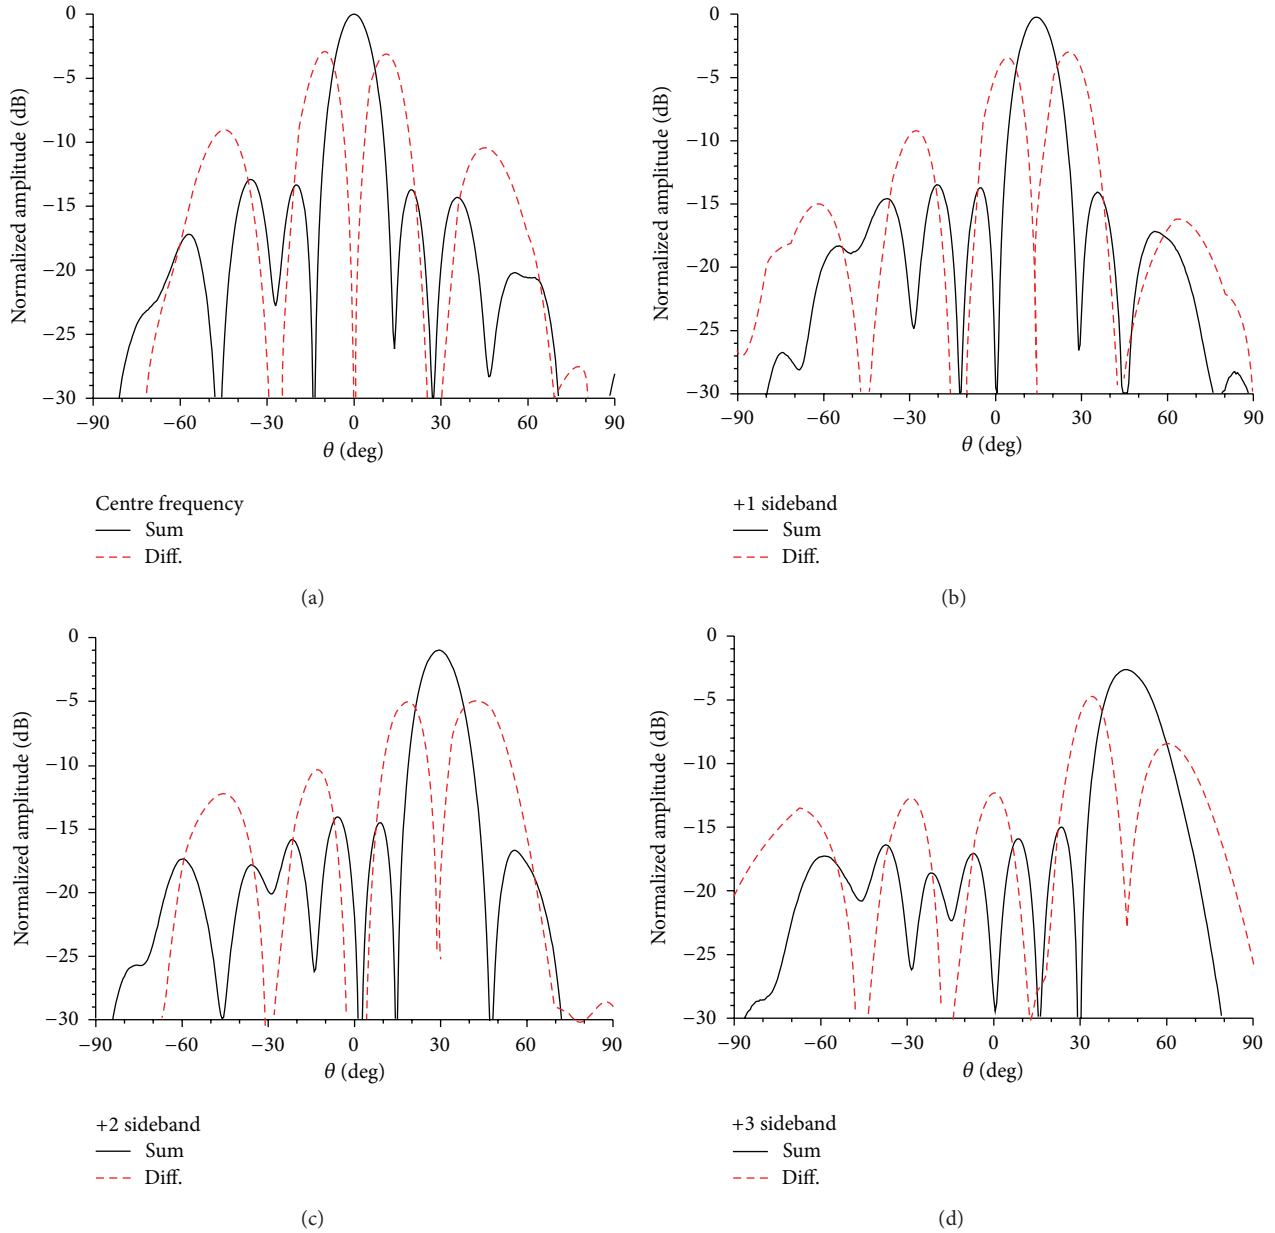 Normalized amplitude (dB)
0
−5
−10
−15
−20
−25
−30
−90 −60 −30 0 30 60 90
θ (deg)
Centre frequency
Sum
Diff.
(a)
Normalized amplitude (dB)
0
−5
−10
−15
−20
−25
−30
−90 −60 −30 0 30 60 90
θ (deg)
+1 sideband
Sum
Diff.
(b)
Normalized amplitude (dB)
0
−5
−10
−15
−20
−25
−30
−90 −60 −30 0 30 60 90
θ (deg)
+2 sideband
Sum
Diff.
(c)
Normalized amplitude (dB)
0
−5
−10
−15
−20
−25
−30
−90 −60 −30 0 30 60 90
θ (deg)
+3 sideband
Sum
Diff.
(d)